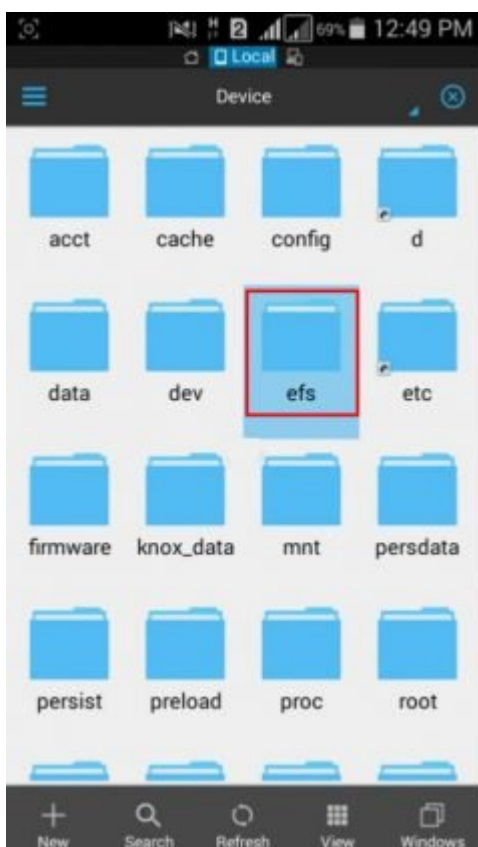 2 69% 12:49 PM
Local
Device
acct cache config d
data dev efs etc
firmware knox_data mnt persdata
persist preload proc root
New Search Refresh View Windows